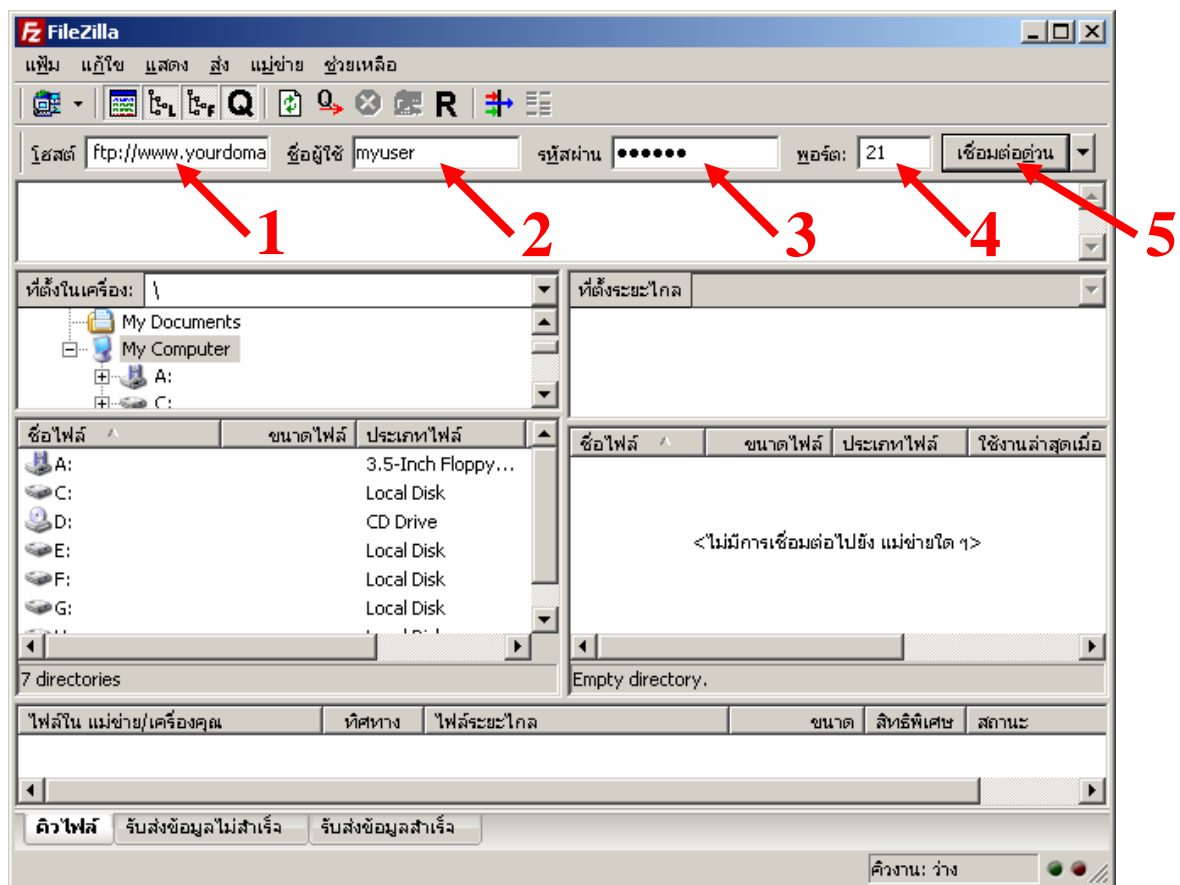 FileZilla
แฟ้ม แก้ใข แสดง ส่ง แม่ข่าย ช่วยเหลือ
L F Q Q R
โฮสต์ ftp://www.yourdoma ชื่อผู้ใช้ myuser รหัสผ่าน ●●●●●● พอร์ต: 21 เชื่อมต่อด่วน
1 2 3 4 5
ที่ตั้งในเครื่อง: \ ที่ตั้งระยะไกล
My Documents
My Computer
A:
C:
ชื่อไฟล์ ขนาดไฟล์ ประเภทไฟล์ ชื่อไฟล์ ขนาดไฟล์ ประเภทไฟล์ ใช้งานล่าสุดเมื่อ
A: 3.5-Inch Floppy...
C: Local Disk
D: CD Drive
E: Local Disk
F: Local Disk
G: Local Disk
<ไม่มีการเชื่อมต่อไปยัง แม่ข่ายใด ๆ>
7 directories Empty directory.
ไฟล์ใน แม่ข่าย/เครื่องคุณ ทิศทาง ไฟล์ระยะไกล ขนาด สิทธิพิเศษ สถานะ
คิวไฟล์ รับส่งข้อมูลไม่สำเร็จ รับส่งข้อมูลสำเร็จ
คิวงาน: ว่าง